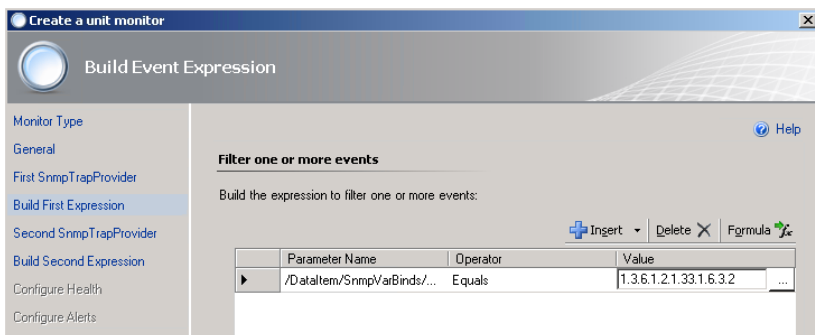 Create a unit monitor
Build Event Expression
Monitor Type
General
First SnmpTrapProvider
Build First Expression
Second SnmpTrapProvider
Build Second Expression
Configure Health
Configure Alerts
Help
Filter one or more events
Build the expression to filter one or more events:
Insert Delete Formula
Parameter Name Operator Value
/DataItem/SnmpVarBinds/... Equals 1.3.6.1.2.1.33.1.6.3.2 ...